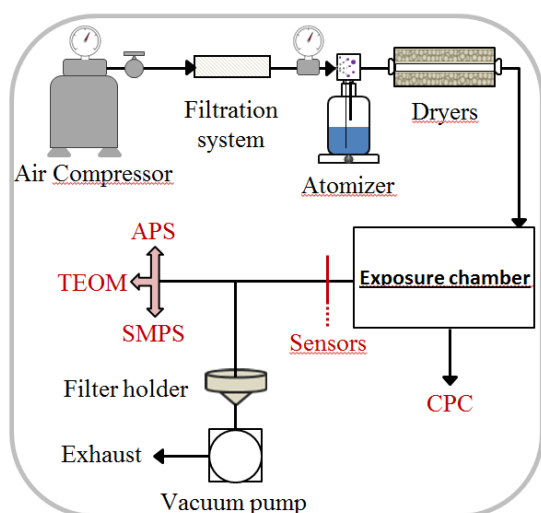 Filtration
system
Dryers
Air Compressor
Atomizer
APS
Exposure chamber
TEOM
SMPS
Sensors
Filter holder
CPC
Exhaust
Vacuum pump